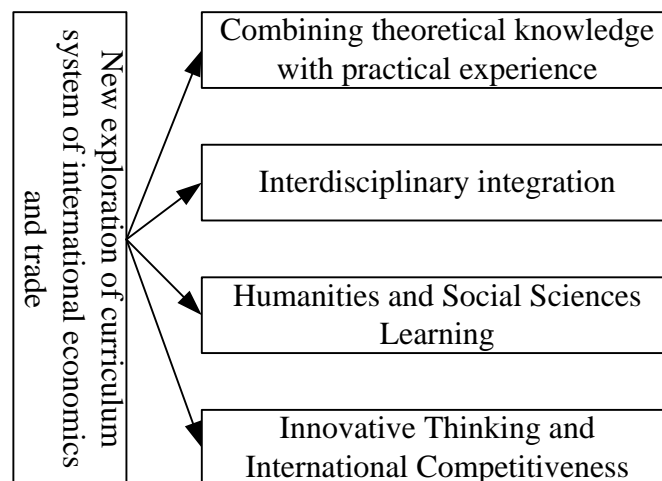 New exploration of curriculum
system of international economics
and trade
Combining theoretical knowledge
with practical experience
Interdisciplinary integration
Humanities and Social Sciences
Learning
Innovative Thinking and
International Competitiveness